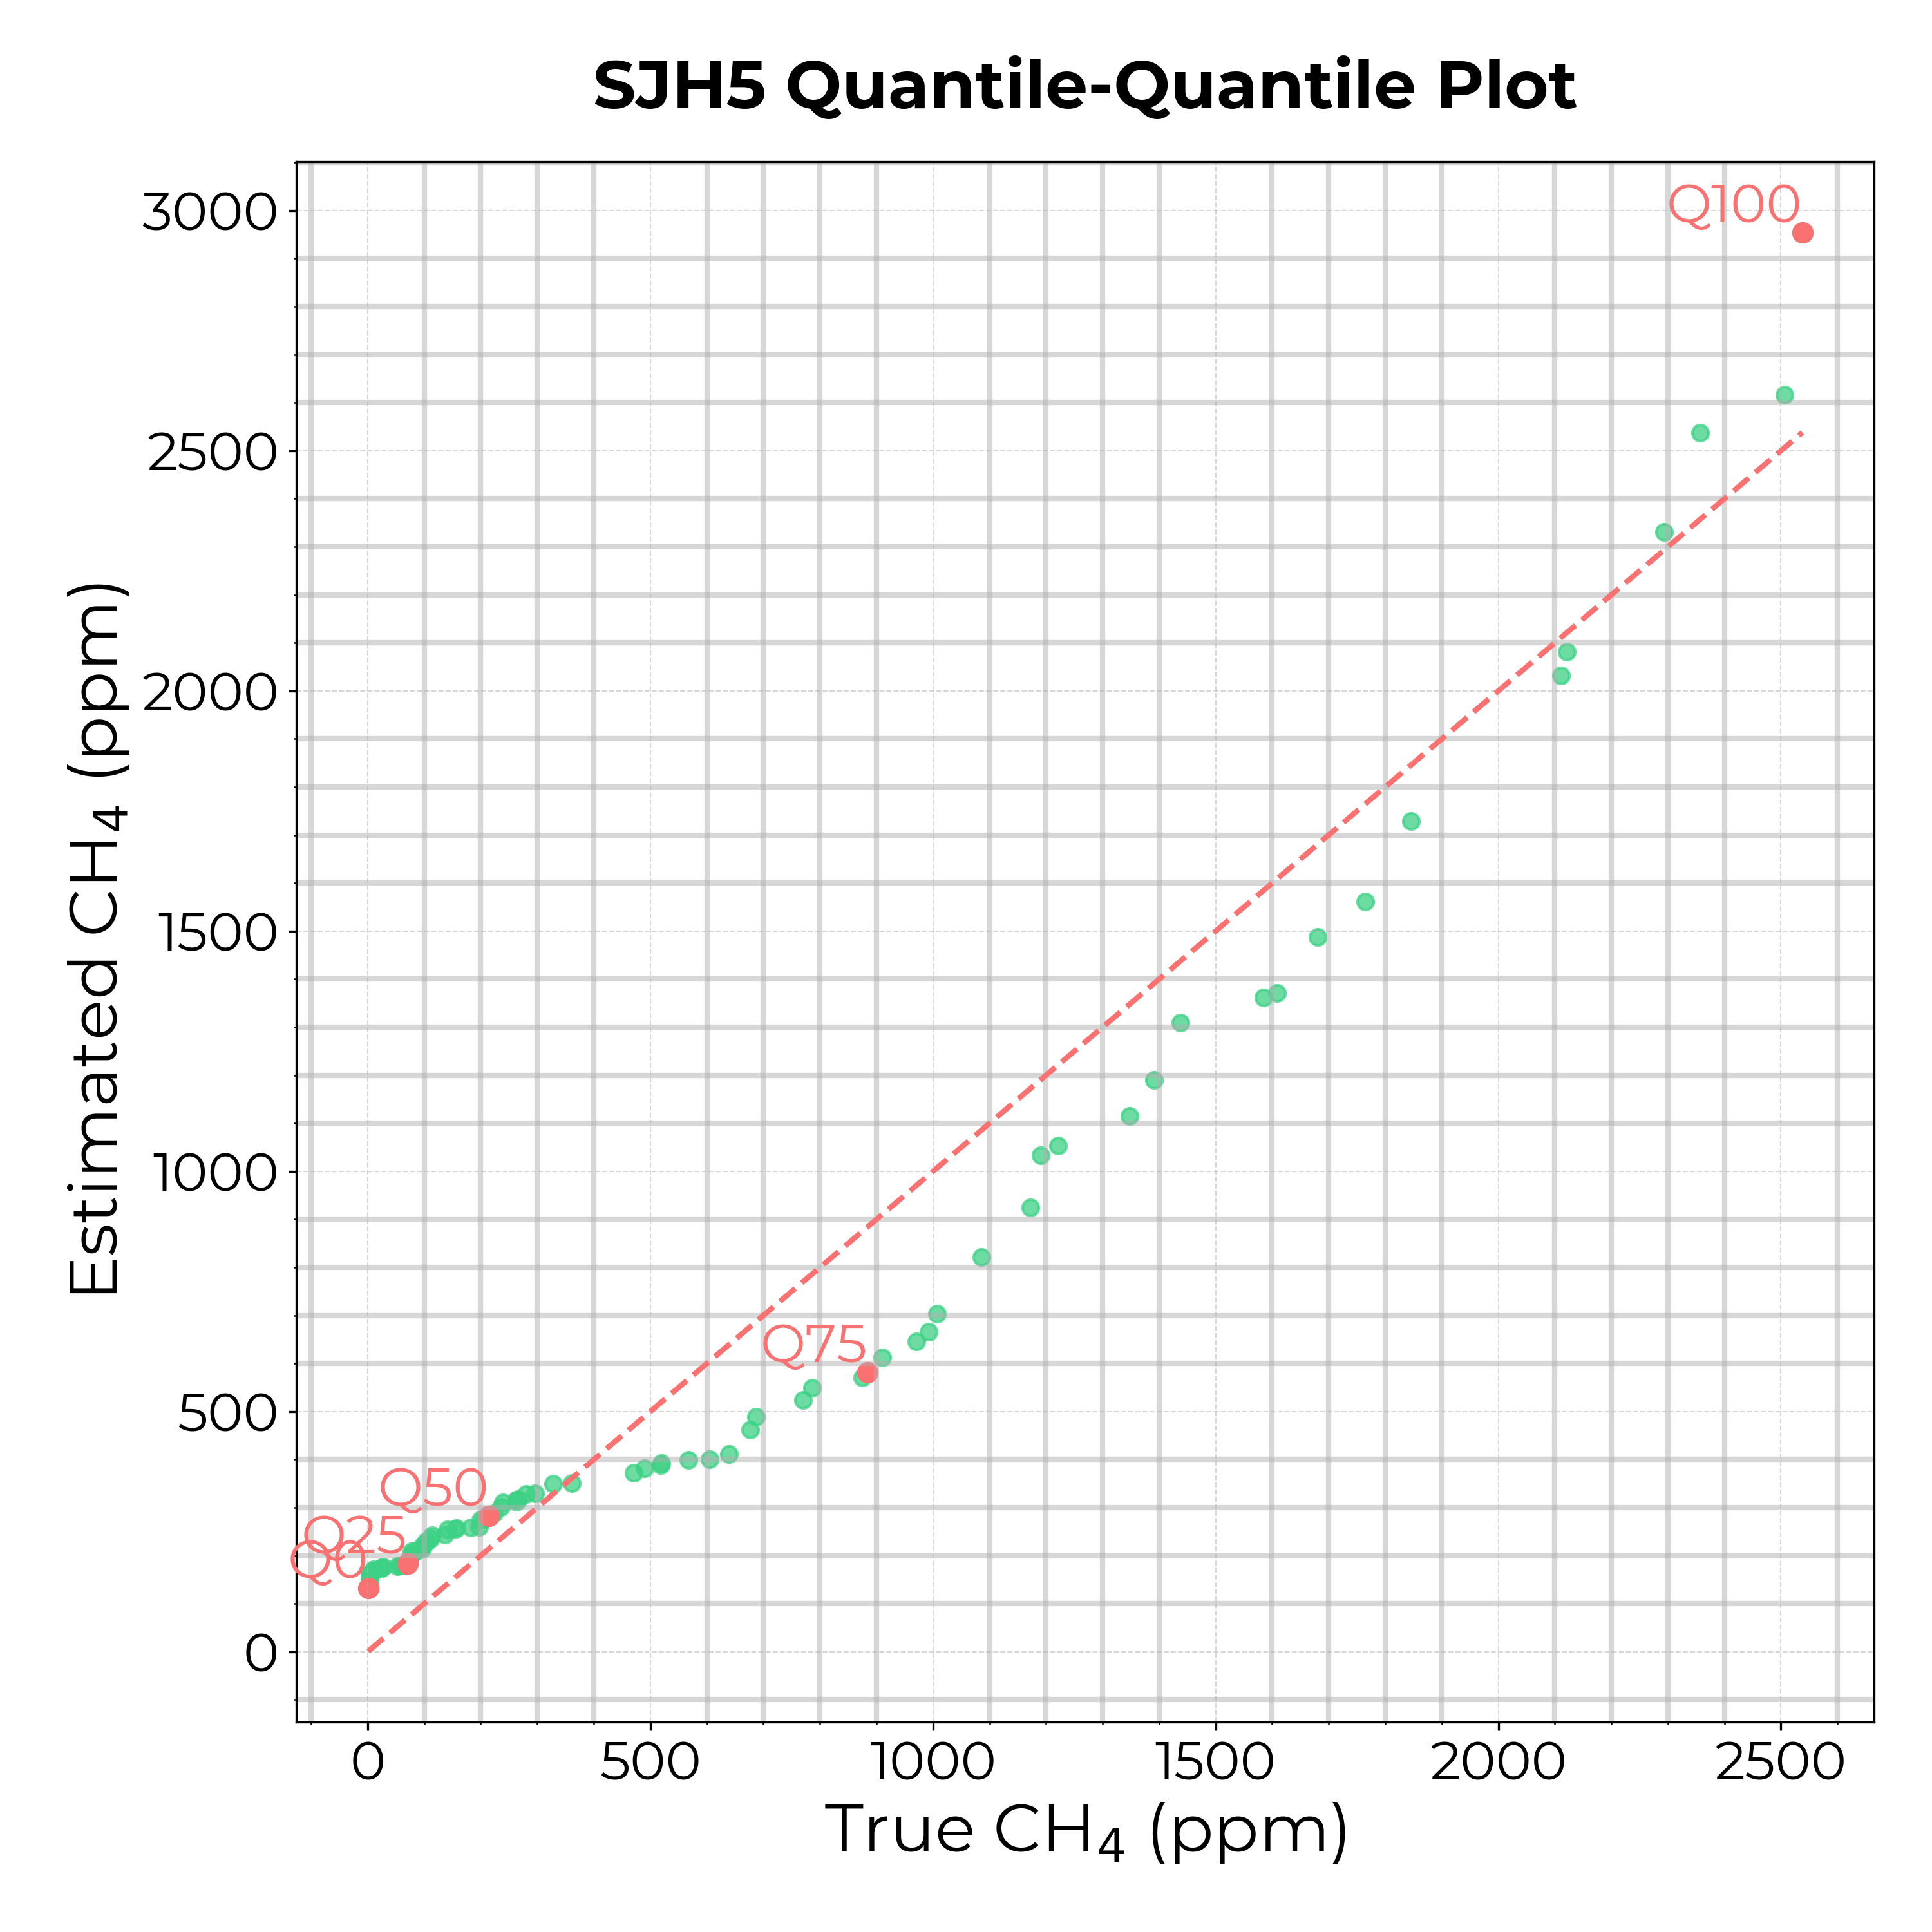 SJH5 Quantile-Quantile Plot
Estimated CH₄ (ppm)
3000
2500
2000
1500
1000
500
0
Q100
Q75
Q50
Q25
Q0
0 500 1000 1500 2000 2500
True CH₄ (ppm)